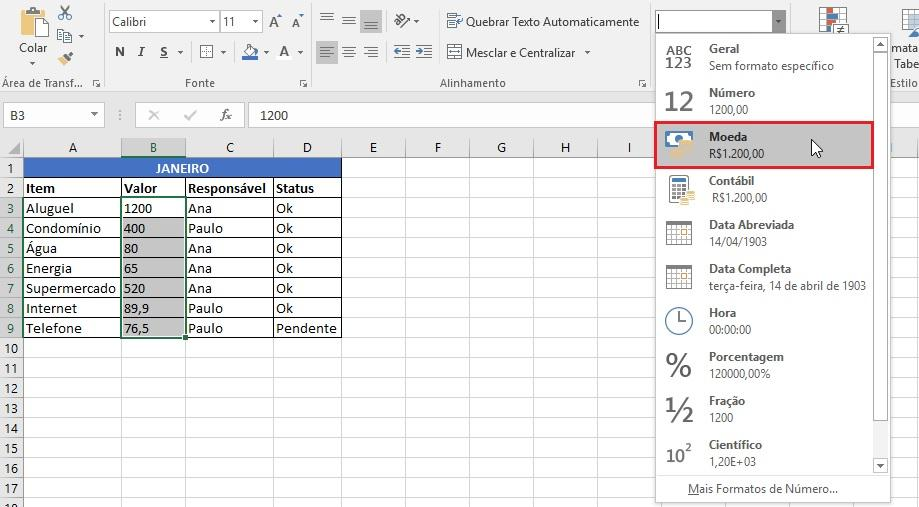 Calibri
11
A
A
Quebrar Texto Automaticamente
Colar
N I S
A
Mesclar e Centralizar
Área de Transf...
Fonte
Alinhamento
Tabe
Estilo
B3
fx
1200
A B C D E F G H I
1 JANEIRO
2 Item Valor Responsável Status
3 Aluguel 1200 Ana Ok
4 Condomínio 400 Paulo Ok
5 Água 80 Ana Ok
6 Energia 65 Ana Ok
7 Supermercado 520 Ana Ok
8 Internet 89,9 Paulo Ok
9 Telefone 76,5 Paulo Pendente
10
11
12
13
14
15
16
17
ABC
123
Geral
Sem formato específico
12
Número
1200,00
Moeda
R$1.200,00
Contábil
R$1.200,00
Data Abreviada
14/04/1903
Data Completa
terça-feira, 14 de abril de 1903
Hora
00:00:00
%
Porcentagem
120000,00%
½
Fração
1200
10²
Científico
1,20E+03
Mais Formatos de Número...